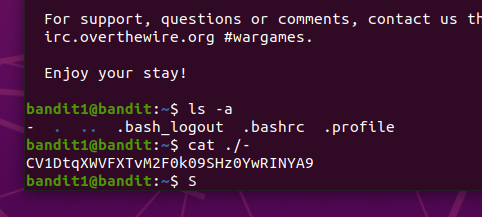 For support, questions or comments, contact us th
irc.overthewire.org #wargames.
Enjoy your stay!
bandit1@bandit:~$ ls -a
- . .. .bash_logout .bashrc .profile
bandit1@bandit:~$ cat ./-
CV1DtqXWVFXTvM2F0k09SHz0YwRINYA9
bandit1@bandit:~$ S